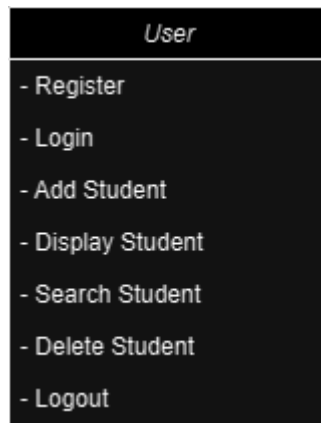 User
- Register
- Login
- Add Student
- Display Student
- Search Student
- Delete Student
- Logout